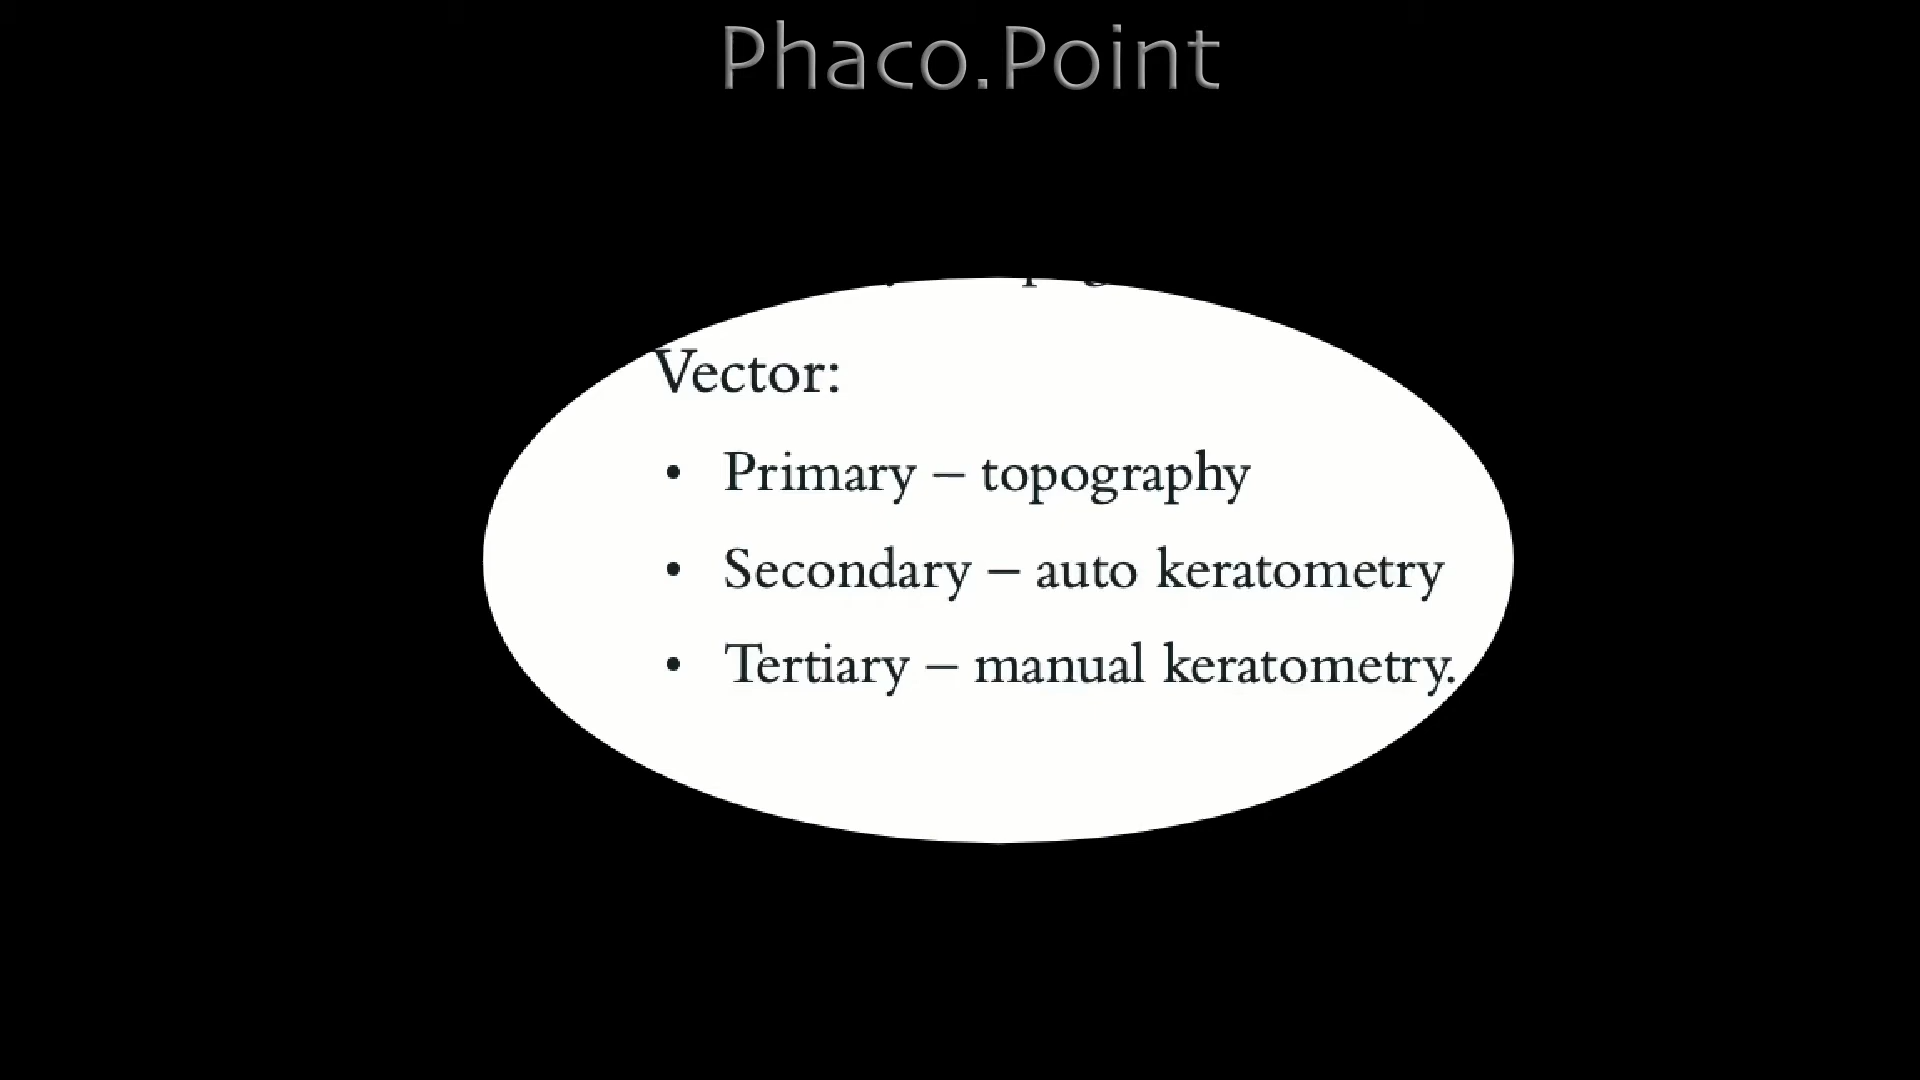 Phaco.Point
Vector:
• Primary – topography
• Secondary – auto keratometry
• Tertiary – manual keratometry.